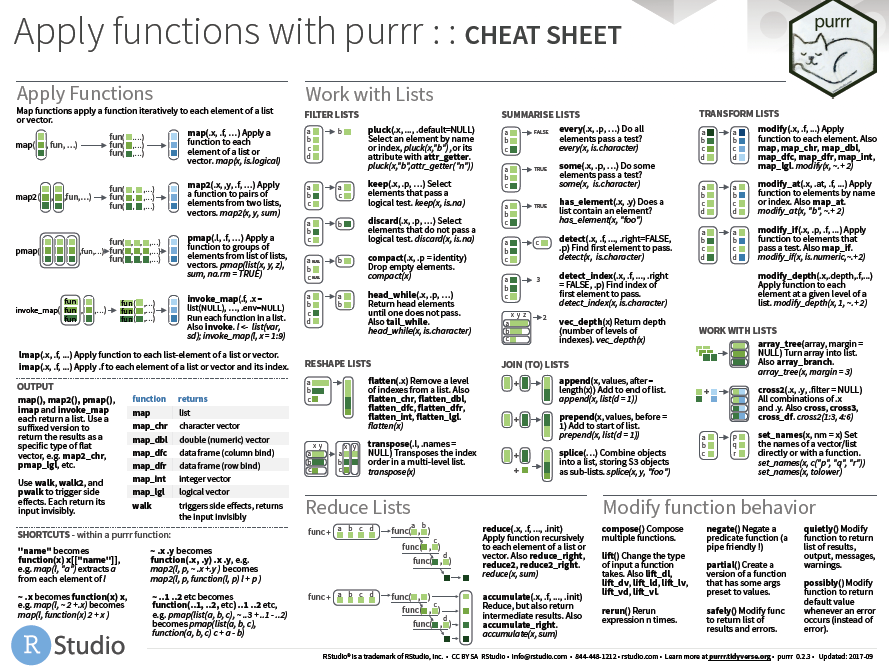 Apply functions with purrr : : CHEAT SHEET
purrr
Apply Functions
Map functions apply a function iteratively to each element of a list
or vector.
map( , fun, …)
fun( ,…)
fun( ,…)
fun( ,…)
map(.x, .f, …) Apply a
function to each
element of a list or
vector. map(x, is.logical)
map2( , ,fun,…)
fun( , ,…)
fun( , ,…)
fun( , ,…)
map2(.x, ,y, .f, …) Apply
a function to pairs of
elements from two lists,
vectors. map2(x, y, sum)
pmap( ,fun,…)
fun( , , ,…)
fun( , , ,…)
fun( , , ,…)
pmap(.l, .f, …) Apply a
function to groups of
elements from list of lists,
vectors. pmap(list(x, y, z),
sum, na.rm = TRUE)
invoke_map( fun fun fun , ,…)
fun
fun
fun
( ,…)
( ,…)
( ,…)
invoke_map(.f, .x =
list(NULL), …, .env=NULL)
Run each function in a list.
Also invoke. l <- list(var,
sd); invoke_map(l, x = 1:9)
lmap(.x, .f, ...) Apply function to each list-element of a list or vector.
imap(.x, .f, ...) Apply .f to each element of a list or vector and its index.
OUTPUT
map(), map2(), pmap(),
imap and invoke_map
each return a list. Use a
suffixed version to
return the results as a
specific type of flat
vector, e.g. map2_chr,
pmap_lgl, etc.
Use walk, walk2, and
pwalk to trigger side
effects. Each return its
input invisibly.
function returns
map list
map_chr character vector
map_dbl double (numeric) vector
map_dfc data frame (column bind)
map_dfr data frame (row bind)
map_int integer vector
map_lgl logical vector
walk triggers side effects, returns
the input invisibly
SHORTCUTS - within a purrr function:
"name" becomes
function(x) x[["name"]],
e.g. map(l, "a") extracts a
from each element of l
~ .x .y becomes
function(.x, .y) .x .y, e.g.
map2(l, p, ~ .x +.y ) becomes
map2(l, p, function(l, p) l + p )
~ .x becomes function(x) x,
e.g. map(l, ~ 2 +.x) becomes
map(l, function(x) 2 + x )
~ ..1 ..2 etc becomes
function(..1, ..2, etc) ..1 ..2 etc,
e.g. pmap(list(a, b, c), ~ ..3 + ..1 - ..2)
becomes pmap(list(a, b, c),
function(a, b, c) c + a - b)
Work with Lists
FILTER LISTS
a
b
c
d
b
pluck(.x, ..., .default=NULL)
Select an element by name
or index, pluck(x,"b") ,or its
attribute with attr_getter.
pluck(x,"b",attr_getter("n"))
keep(.x, .p, …) Select
elements that pass a
logical test. keep(x, is.na)
discard(.x, .p, …) Select
elements that do not pass a
logical test. discard(x, is.na)
compact(.x, .p = identity)
Drop empty elements.
compact(x)
head_while(.x, .p, …)
Return head elements
until one does not pass.
Also tail_while.
head_while(x, is.character)
RESHAPE LISTS
a
b
c
flatten(.x) Remove a level
of indexes from a list. Also
flatten_chr, flatten_dbl,
flatten_dfc, flatten_dfr,
flatten_int, flatten_lgl.
flatten(x)
x y
a
b
c
x y
a
b
c
transpose(.l, .names =
NULL) Transposes the index
order in a multi-level list.
transpose(x)
SUMMARISE LISTS
a
b
c
d
FALSE
every(.x, .p, …) Do all
elements pass a test?
every(x, is.character)
TRUE
some(.x, .p, …) Do some
elements pass a test?
some(x, is.character)
TRUE
has_element(.x, .y) Does a
list contain an element?
has_element(x, "foo")
c
detect(.x, .f, ..., .right=FALSE,
.p) Find first element to pass.
detect(x, is.character)
3
detect_index(.x, .f, ..., .right
= FALSE, .p) Find index of
first element to pass.
detect_index(x, is.character)
x y z
a
b
c
2
vec_depth(x) Return depth
(number of levels of
indexes). vec_depth(x)
JOIN (TO) LISTS
+
append(x, values, after =
length(x)) Add to end of list.
append(x, list(d = 1))
+
prepend(x, values, before =
1) Add to start of list.
prepend(x, list(d = 1))
+
+
splice(…) Combine objects
into a list, storing S3 objects
as sub-lists. splice(x, y, "foo")
TRANSFORM LISTS
a
b
c
d
a
b
c
d
modify(.x, .f, ...) Apply
function to each element. Also
map, map_chr, map_dbl,
map_dfc, map_dfr, map_int,
map_lgl. modify(x, ~.+ 2)
modify_at(.x, .at, .f, ...) Apply
function to elements by name
or index. Also map_at.
modify_at(x, "b", ~.+ 2)
modify_if(.x, .p, .f, ...) Apply
function to elements that
pass a test. Also map_if.
modify_if(x, is.numeric,~.+2)
modify_depth(.x,.depth,.f,...)
Apply function to each
element at a given level of a
list. modify_depth(x, 1, ~.+ 2)
WORK WITH LISTS
array_tree(array, margin =
NULL) Turn array into list.
Also array_branch.
array_tree(x, margin = 3)
+
cross2(.x, .y, .filter = NULL)
All combinations of .x
and .y. Also cross, cross3,
cross_df. cross2(1:3, 4:6)
a
b
c
p
q
r
set_names(x, nm = x) Set
the names of a vector/list
directly or with a function.
set_names(x, c("p", "q", "r"))
set_names(x, tolower)
Reduce Lists
func +
a b c d
func( a , b )
func( , c )
func( , d )
reduce(.x, .f, ..., .init)
Apply function recursively
to each element of a list or
vector. Also reduce_right,
reduce2, reduce2_right.
reduce(x, sum)
func +
a b c d
func( a , b )
func( , c )
func( , d )
accumulate(.x, .f, ..., .init)
Reduce, but also return
intermediate results. Also
accumulate_right.
accumulate(x, sum)
Modify function behavior
compose() Compose
multiple functions.
lift() Change the type
of input a function
takes. Also lift_dl,
lift_dv, lift_ld, lift_lv,
lift_vd, lift_vl.
rerun() Rerun
expression n times.
negate() Negate a
predicate function (a
pipe friendly !)
partial() Create a
version of a function
that has some args
preset to values.
safely() Modify func
to return list of
results and errors.
quietly() Modify
function to return
list of results,
output, messages,
warnings.
possibly() Modify
function to return
default value
whenever an error
occurs (instead of
error).
R Studio
RStudio® is a trademark of RStudio, Inc. • CC BY SA RStudio • info@rstudio.com • 844-448-1212 • rstudio.com • Learn more at purrr.tidyverse.org • purrr 0.2.3 • Updated: 2017-09